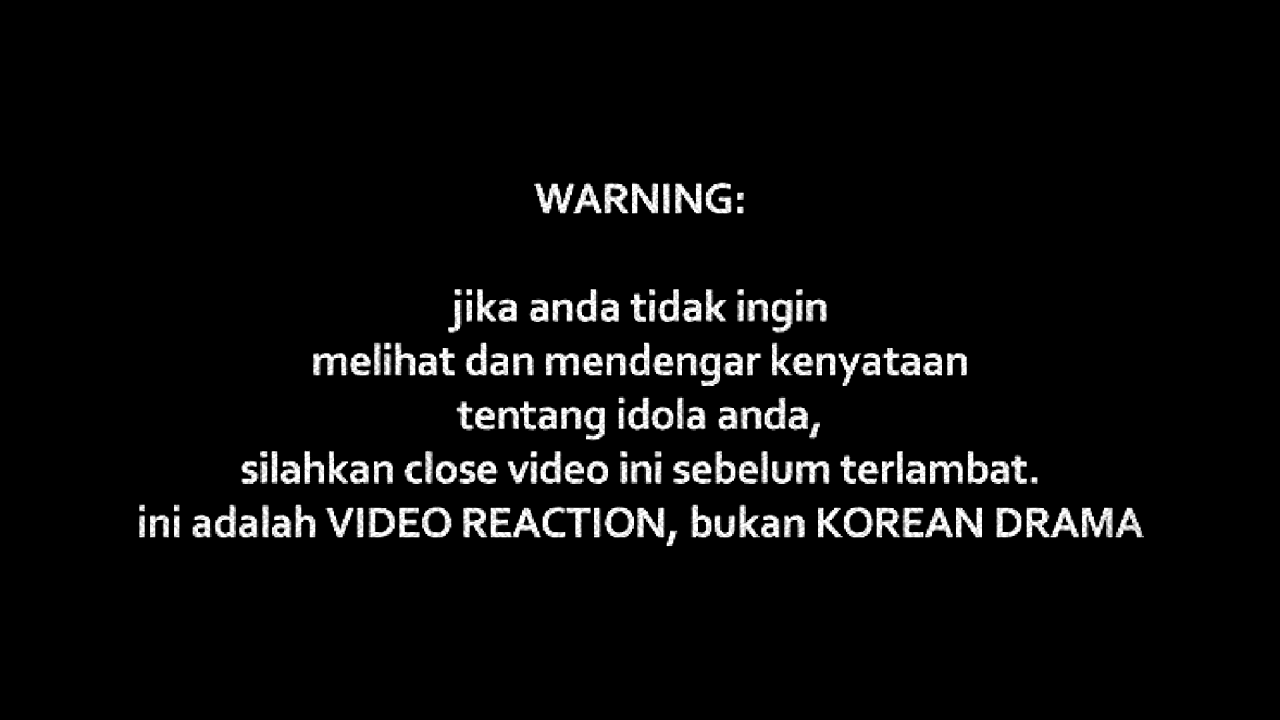 WARNING:
jika anda tidak ingin
melihat dan mendengar kenyataan
tentang idola anda,
silahkan close video ini sebelum terlambat.
ini adalah VIDEO REACTION, bukan KOREAN DRAMA